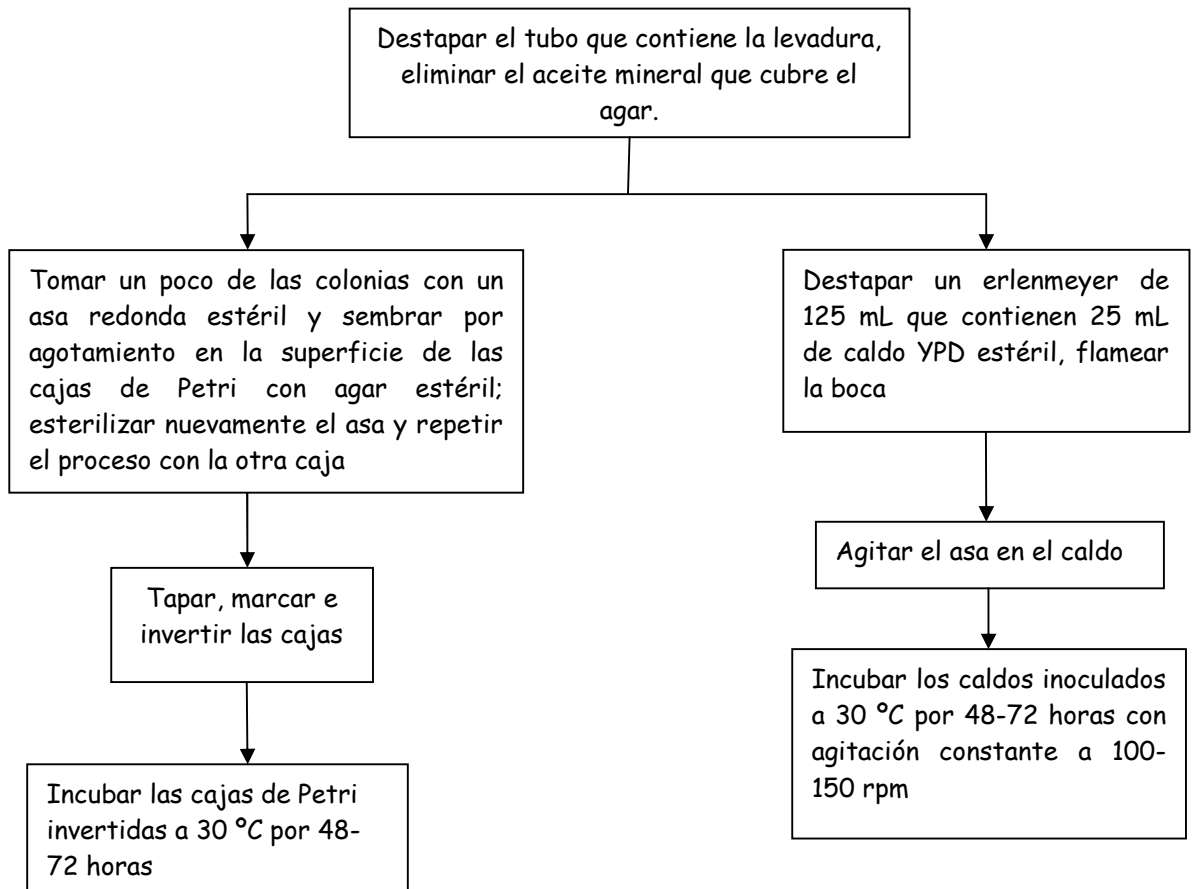 Destapar el tubo que contiene la levadura,
eliminar el aceite mineral que cubre el
agar.
Tomar un poco de las colonias con un
asa redonda estéril y sembrar por
agotamiento en la superficie de las
cajas de Petri con agar estéril;
esterilizar nuevamente el asa y repetir
el proceso con la otra caja
Tapar, marcar e
invertir las cajas
Incubar las cajas de Petri
invertidas a 30 ºC por 48-
72 horas
Destapar un erlenmeyer de
125 mL que contienen 25 mL
de caldo YPD estéril, flamear
la boca
Agitar el asa en el caldo
Incubar los caldos inoculados
a 30 ºC por 48-72 horas con
agitación constante a 100-
150 rpm